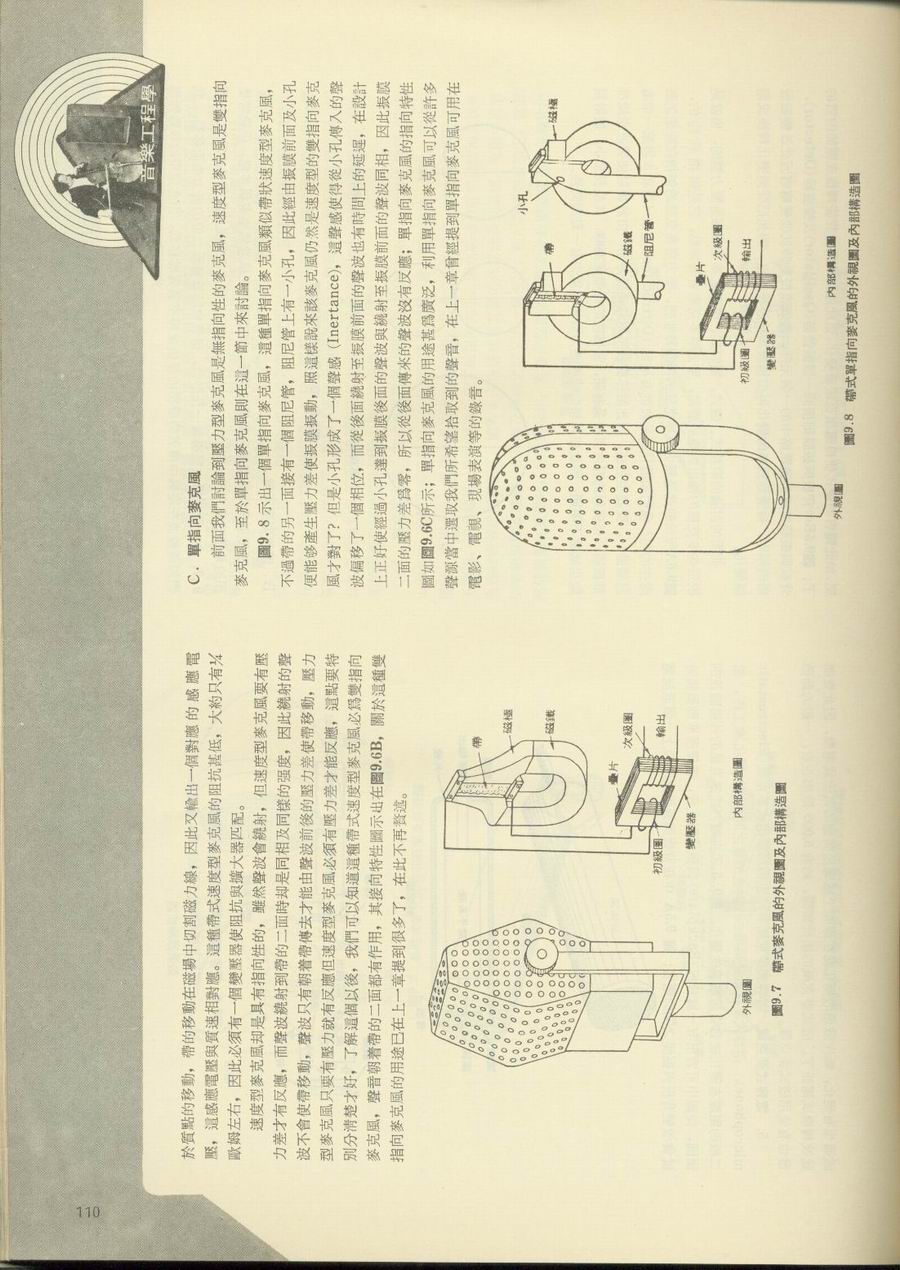 音樂工程學
於質點的移動，帶的移動在磁場中切割磁力線，因此又輸出一個對應的感應電
壓，這感應電壓與質速相對應。這種帶式速度型麥克風的阻抗甚低，大約只有¼
歐姆左右，因此必須有一個變壓器使阻抗與擴大器匹配。
速度型麥克風却是具有指向性的，雖然聲波會繞射，但速度型麥克風要有壓
力差才有反應，而聲波繞射到帶的二面時却是同相及同樣的强度，因此繞射的聲
波不會使帶移動，聲波只有朝着帶傳去才能由聲波前後的壓力差使帶移動，壓力
型麥克風只要有壓力就有反應但速度型麥克風必須有壓力差才能反應，這點要特
別分清楚才好，了解這個以後，我們可以知道這種帶式速度型麥克風必爲雙指向
麥克風，聲音朝着帶的二面都有作用，其接向特性圖示出在圖9.6B，關於這種雙
指向麥克風的用途已在上一章提到很多了，在此不再贅述。
外視圖
帶
磁極
磁鐵
疊片
次級圈
輸出
初級圈
變壓器
內部構造圖
圖9.7 帶式麥克風的外視圖及內部構造圖
C．單指向麥克風
前面我們討論到壓力型麥克風是無指向性的麥克風，速度型麥克風是雙指向
麥克風，至於單指向麥克風則在這一節中來討論。
圖9.8示出一個單指向麥克風，這種單指向麥克風類似帶狀速度型麥克風，
不過帶的另一面接有一個阻尼管，阻尼管上有一小孔，因此經由振膜前面及小孔
便能够產生壓力差使振膜振動，照這樣說來該麥克風仍然是速度型的雙指向麥克
風才對了？但是小孔形成了一個聲感（Inertance），這聲感使得從小孔傳入的聲
波偏移了一個相位，而從後面繞射至振膜前面的聲波也有時間上的延遲，在設計
上正好使經過小孔達到振膜後面的聲波與繞射至振膜前面的聲波同相，因此振膜
二面的壓力差爲零，所以從後面傳來的聲波沒有反應；單指向麥克風的指向特性
圖如圖9.6C所示；單指向麥克風的用途甚爲廣泛，利用單指向麥克風可以從許多
聲源當中選取我們所希望拾取到的聲音，在上一章曾經提到單指向麥克風可用在
電影、電視、現場表演等的錄音。
外視圖
小孔
磁極
帶
磁鐵
阻尼管
疊片
次級圈
輸出
初級圈
變壓器
內部構造圖
圖9.8 帶式單指向麥克風的外視圖及內部構造圖
110